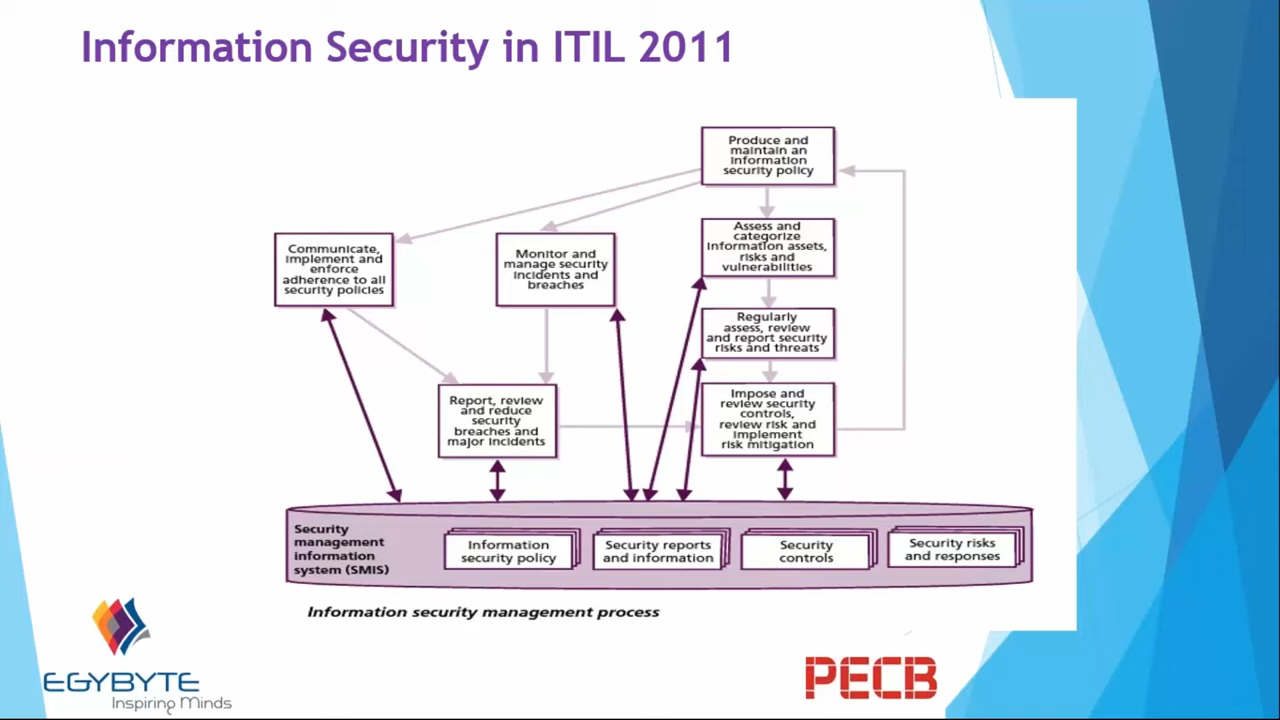 Information Security in ITIL 2011
Produce and
maintain an
information
security policy
Communicate,
implement and
enforce
adherence to all
security policies
Monitor and
manage security
incidents and
breaches
Assess and
categorize
information assets,
risks and
vulnerabilities
Regularly
assess, review
and report security
risks and threats
Report, review
and reduce
security
breaches and
major incidents
Impose and
review security
controls,
review risk and
implement
risk mitigation
Security
management
information
system (SMIS)
Information
security policy
Security reports
and information
Security
controls
Security risks
and responses
Information security management process
EGYBYTE
Inspiring Minds
PECB